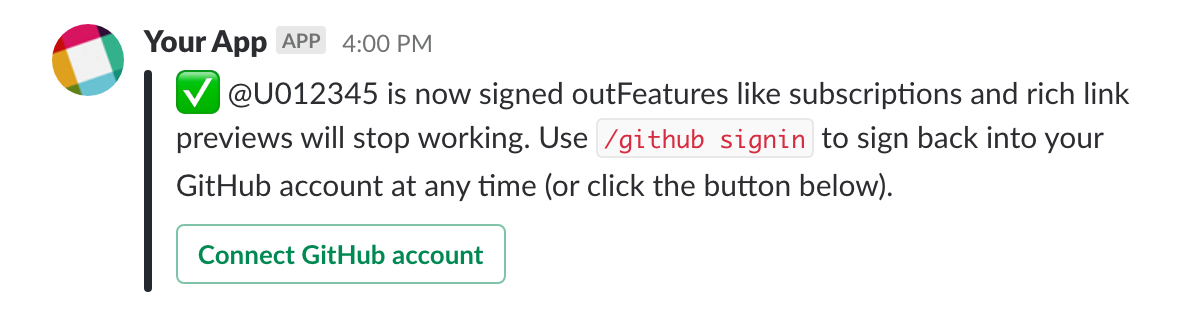 Your App APP 4:00 PM
✅ @U012345 is now signed outFeatures like subscriptions and rich link
previews will stop working. Use /github signin to sign back into your
GitHub account at any time (or click the button below).
Connect GitHub account